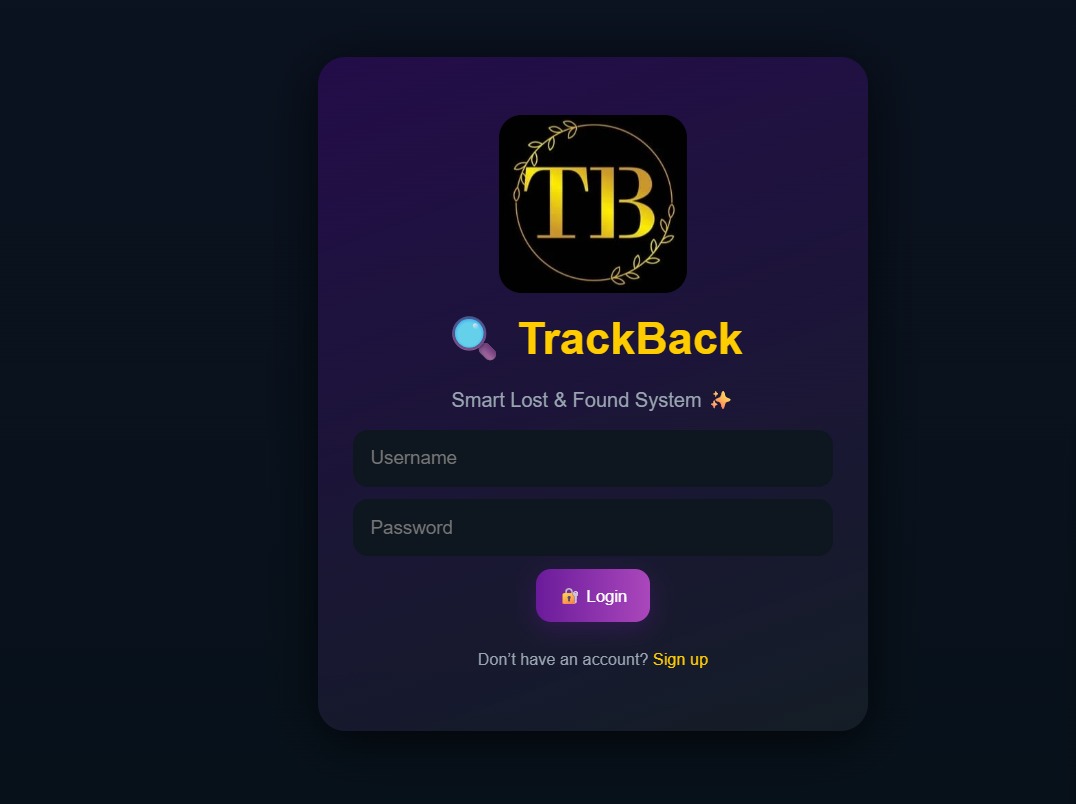 TB
🔍 TrackBack
Smart Lost & Found System ✨
Username
Password
🔐 Login
Don't have an account? Sign up